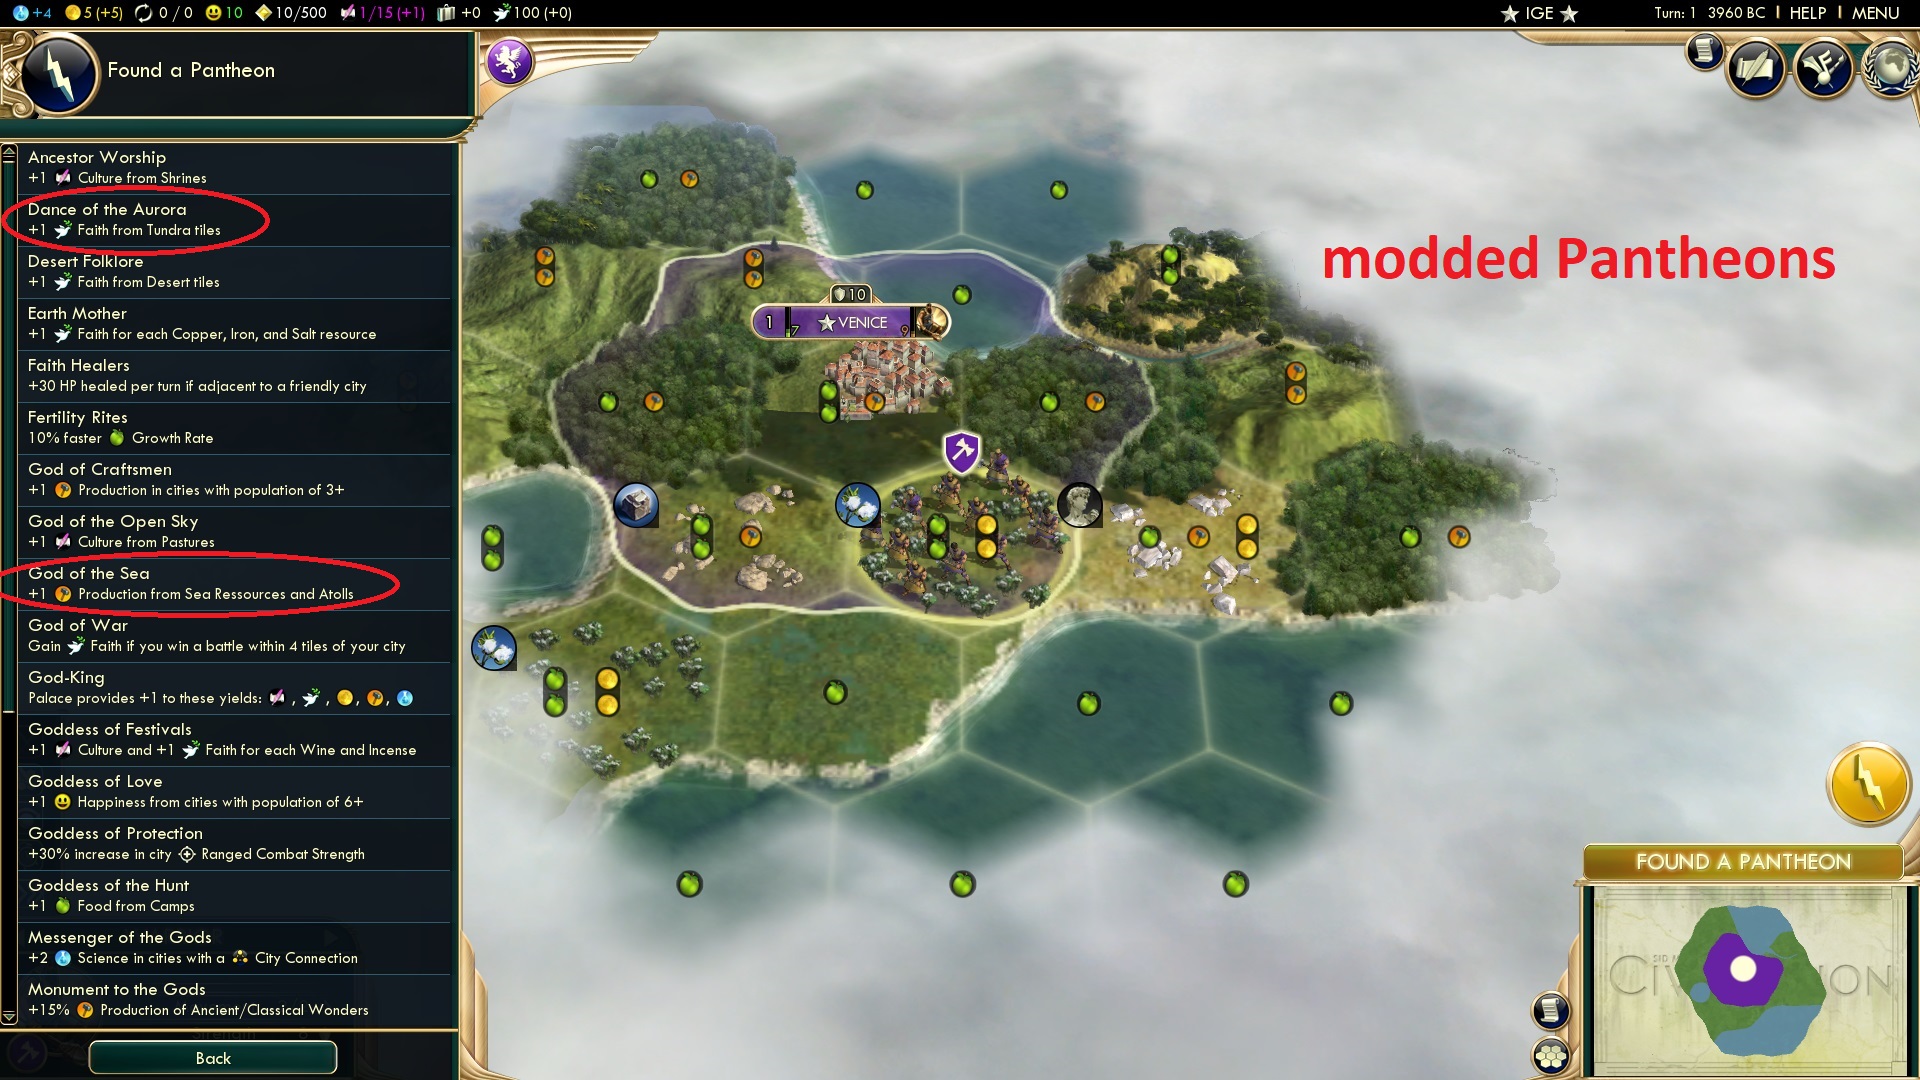 +4 5 (+5) 0 / 0 10 10/500 1/15 (+1) +0 100 (+0)
IGE
Turn: 1 3960 BC | HELP | MENU
Found a Pantheon
Ancestor Worship
+1 Culture from Shrines
Dance of the Aurora
+1 Faith from Tundra tiles
Desert Folklore
+1 Faith from Desert tiles
Earth Mother
+1 Faith for each Copper, Iron, and Salt resource
Faith Healers
+30 HP healed per turn if adjacent to a friendly city
Fertility Rites
10% faster Growth Rate
God of Craftsmen
+1 Production in cities with population of 3+
God of the Open Sky
+1 Culture from Pastures
God of the Sea
+1 Production from Sea Ressources and Atolls
God of War
Gain Faith if you win a battle within 4 tiles of your city
God-King
Palace provides +1 to these yields: , , , ,
Goddess of Festivals
+1 Culture and +1 Faith for each Wine and Incense
Goddess of Love
+1 Happiness from cities with population of 6+
Goddess of Protection
+30% increase in city Ranged Combat Strength
Goddess of the Hunt
+1 Food from Camps
Messenger of the Gods
+2 Science in cities with a City Connection
Monument to the Gods
+15% Production of Ancient/Classical Wonders
Back
modded Pantheons
10
1 7 VENICE 9
FOUND A PANTHEON